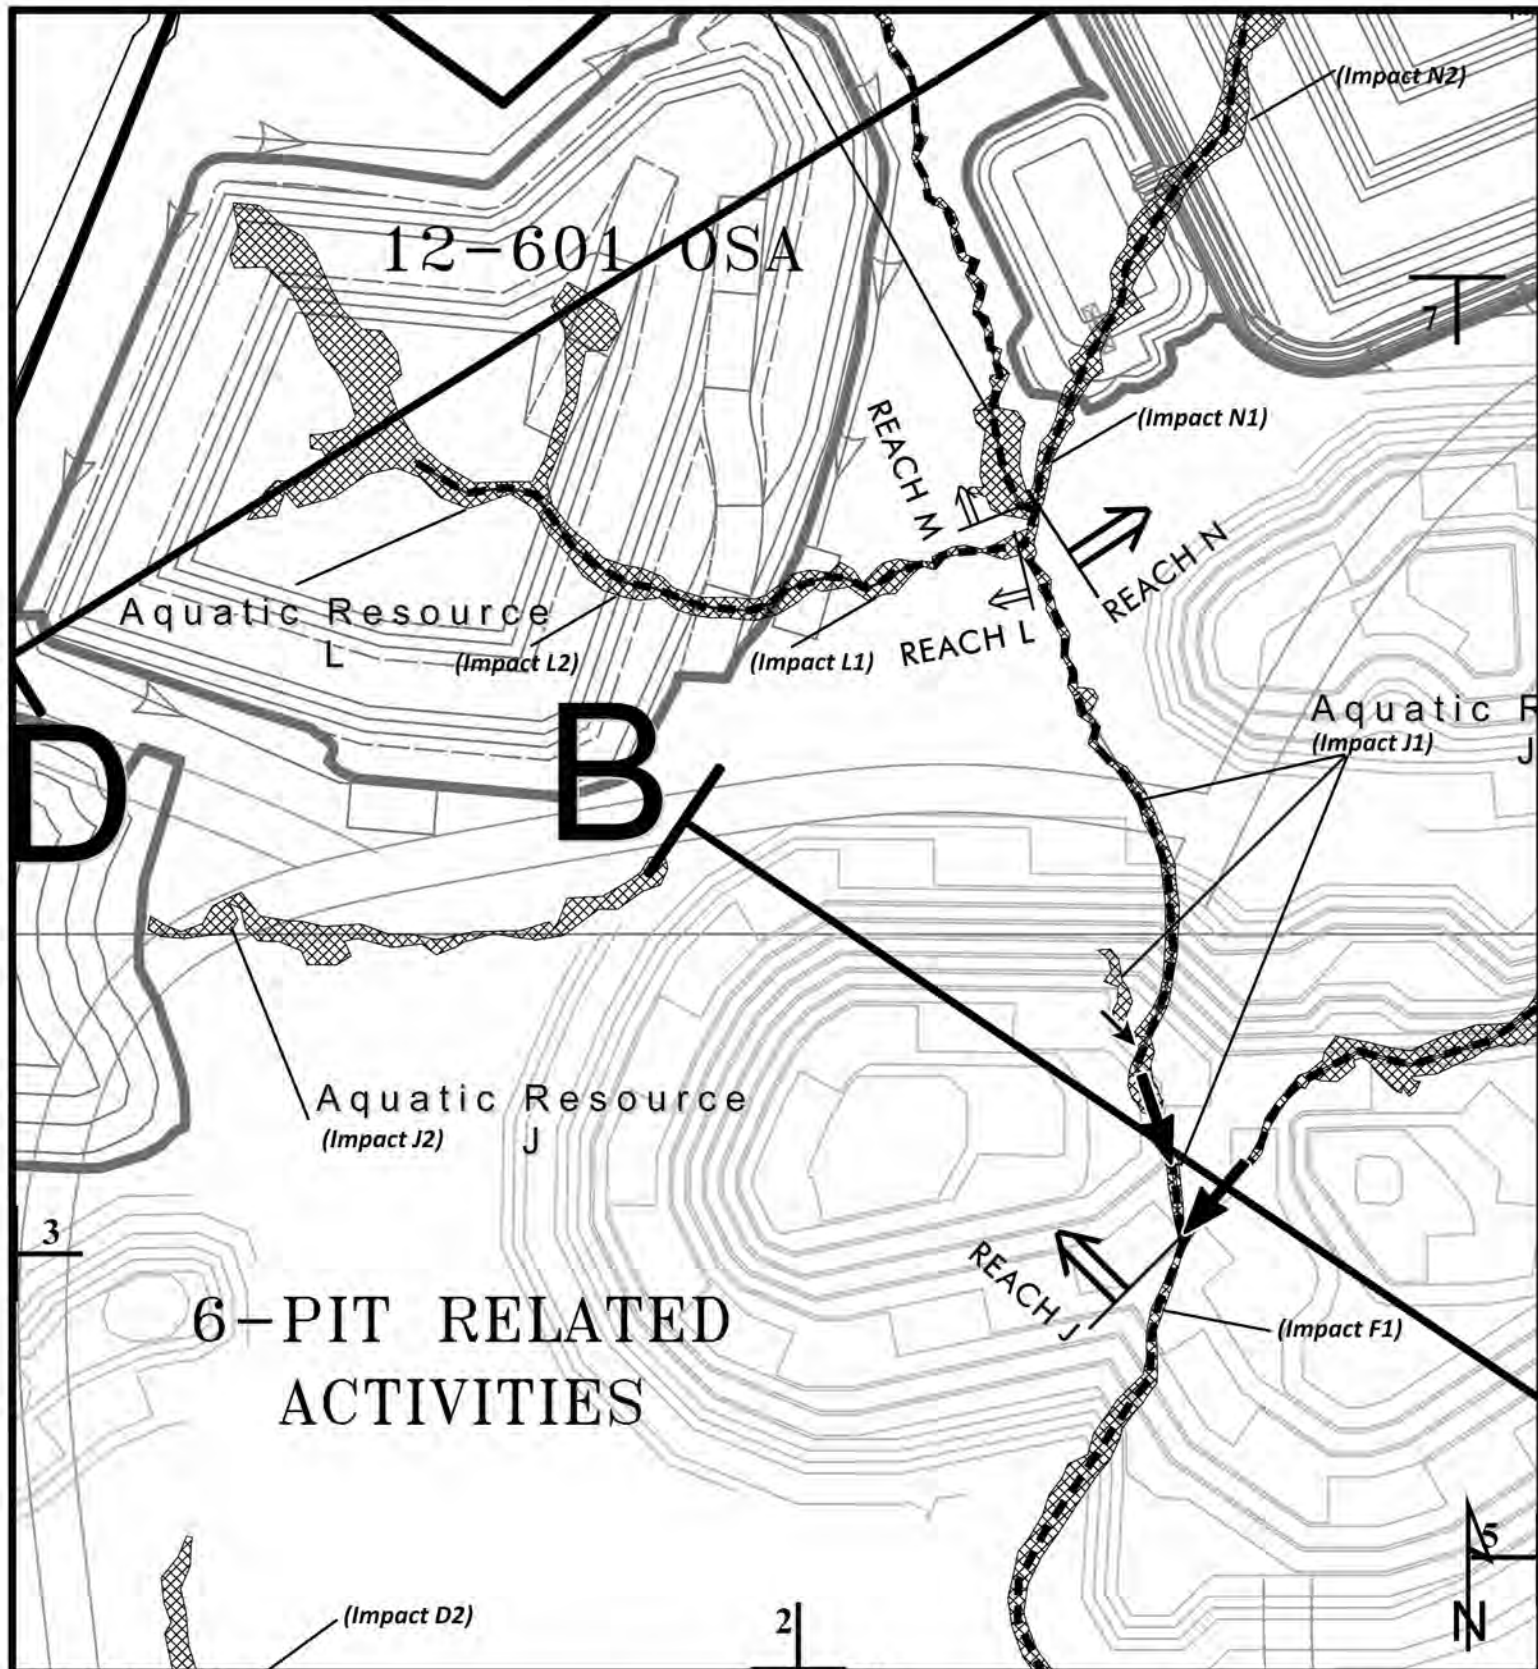 (Impact N2)
12-601 OSA
7
(Impact N1)
REACH M
REACH N
Aquatic Resource
L
(Impact L2)
(Impact L1)
REACH L
Aquatic
(Impact J1)
J
D
B
Aquatic Resource
(Impact J2)
J
3
REACH J
6-PIT RELATED
ACTIVITIES
(Impact F1)
5
N
(Impact D2)
2